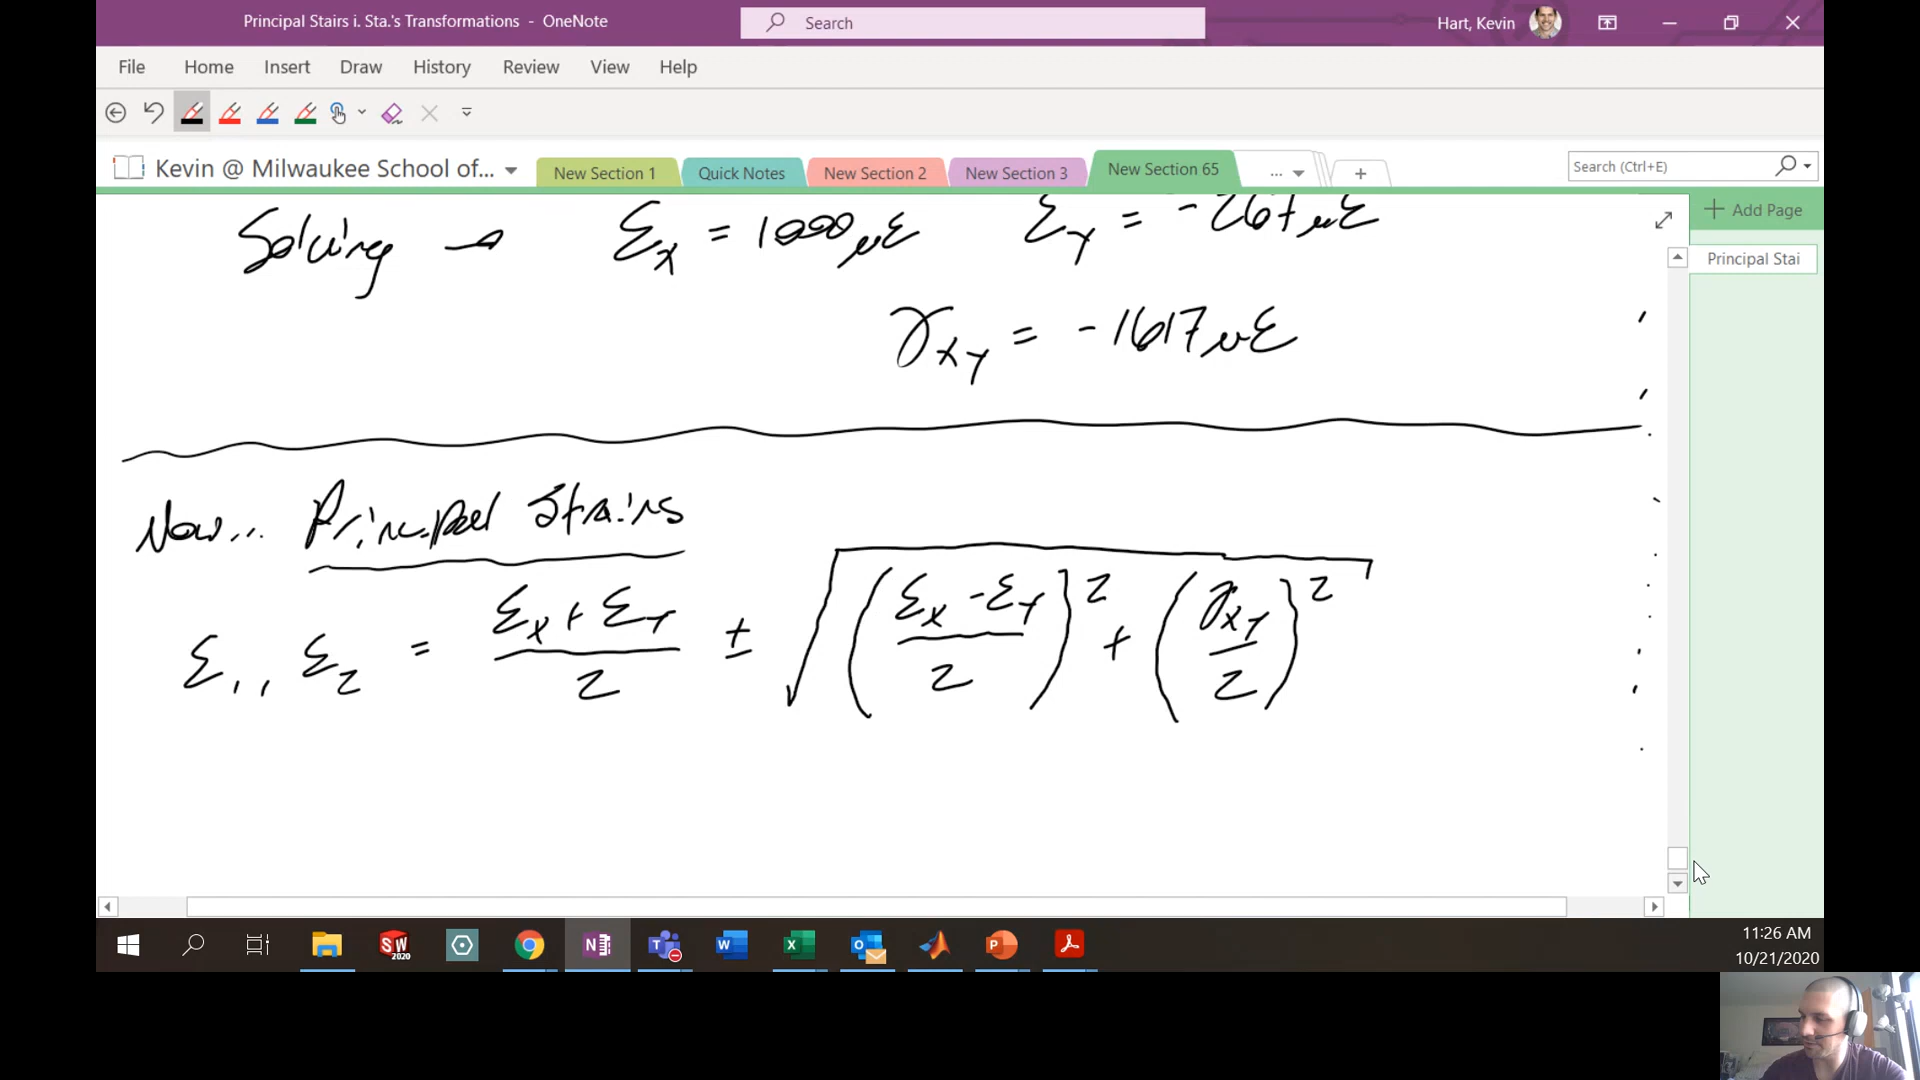 Principal Stairs i. Sta.'s Transformations - OneNote
Search
Hart, Kevin
File Home Insert Draw History Review View Help
Kevin @ Milwaukee School of...
New Section 1 Quick Notes New Section 2 New Section 3 New Section 65 ...
Search (Ctrl+E)
Add Page
Principal Stai
Solving → εx = 1000 με εy = -267 με
γxy = -1617 με
Now... Principal Strains
ε1, ε2 = (εx + εy)/2 ± √(((εx - εy)/2)² + (γxy/2)²)
SW 2020
N
T
W
X
O
P
11:26 AM
10/21/2020